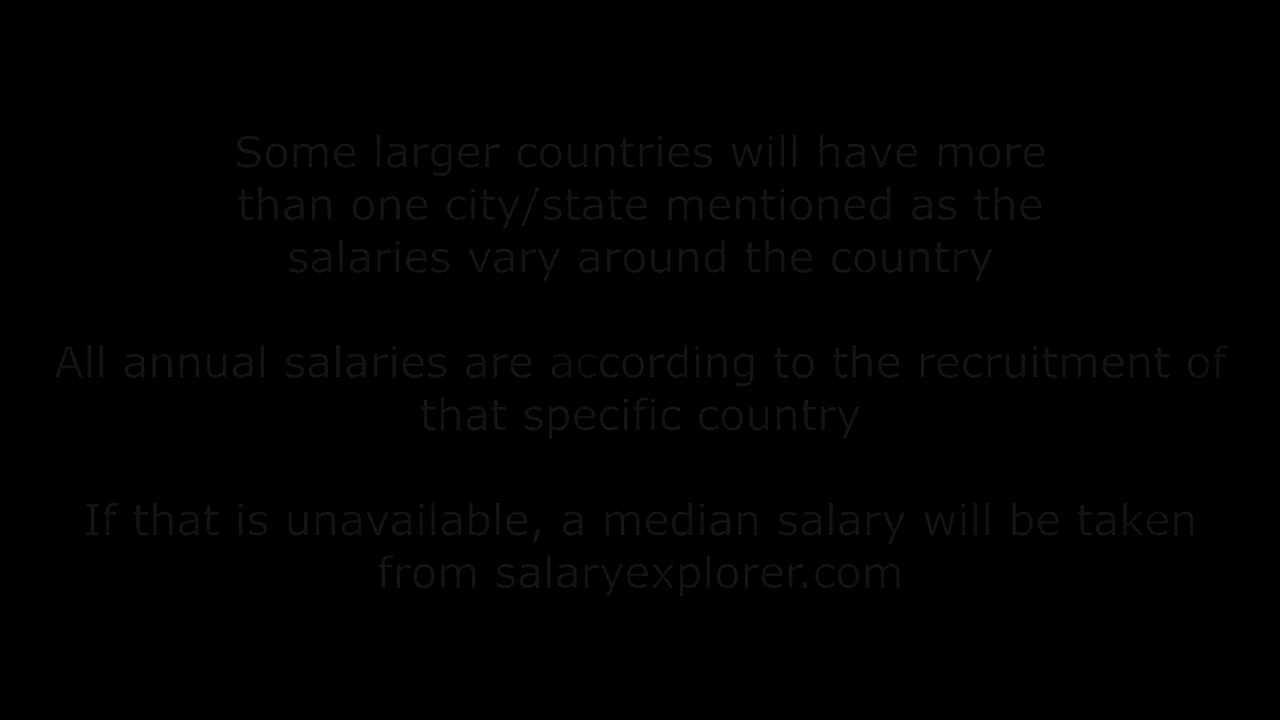 Some larger countries will have more
than one city/state mentioned as the
salaries vary around the country
All annual salaries are according to the recruitment of
that specific country
If that is unavailable, a median salary will be taken
from salaryexplorer.com